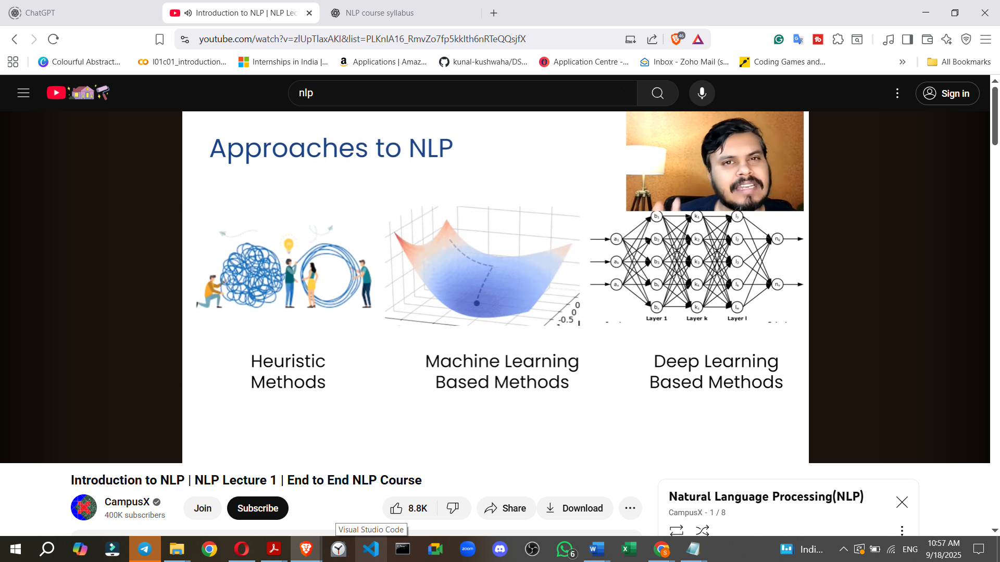 ChatGPT
Introduction to NLP | NLP Lec
NLP course syllabus
youtube.com/watch?v=zlUpTlaxAKI&list=PLKnIA16_RmvZo7fp5kkIth6nRTeQQsjfX
46
Colourful Abstract...
l01c01_introduction...
Internships in India |...
Applications | Amaz...
kunal-kushwaha/DS...
Application Centre -...
Inbox - Zoho Mail (s...
Coding Games and...
All Bookmarks
nlp
Sign in
Approaches to NLP
0
0
-0.5
Layer 1
Layer k
Layer l
Heuristic
Methods
Machine Learning
Based Methods
Deep Learning
Based Methods
Introduction to NLP | NLP Lecture 1 | End to End NLP Course
CampusX
400K subscribers
Join
Subscribe
8.8K
Share
Download
Natural Language Processing(NLP)
CampusX - 1 / 8
Visual Studio Code
zoom
6
Indi...
ENG
10:57 AM
9/18/2025